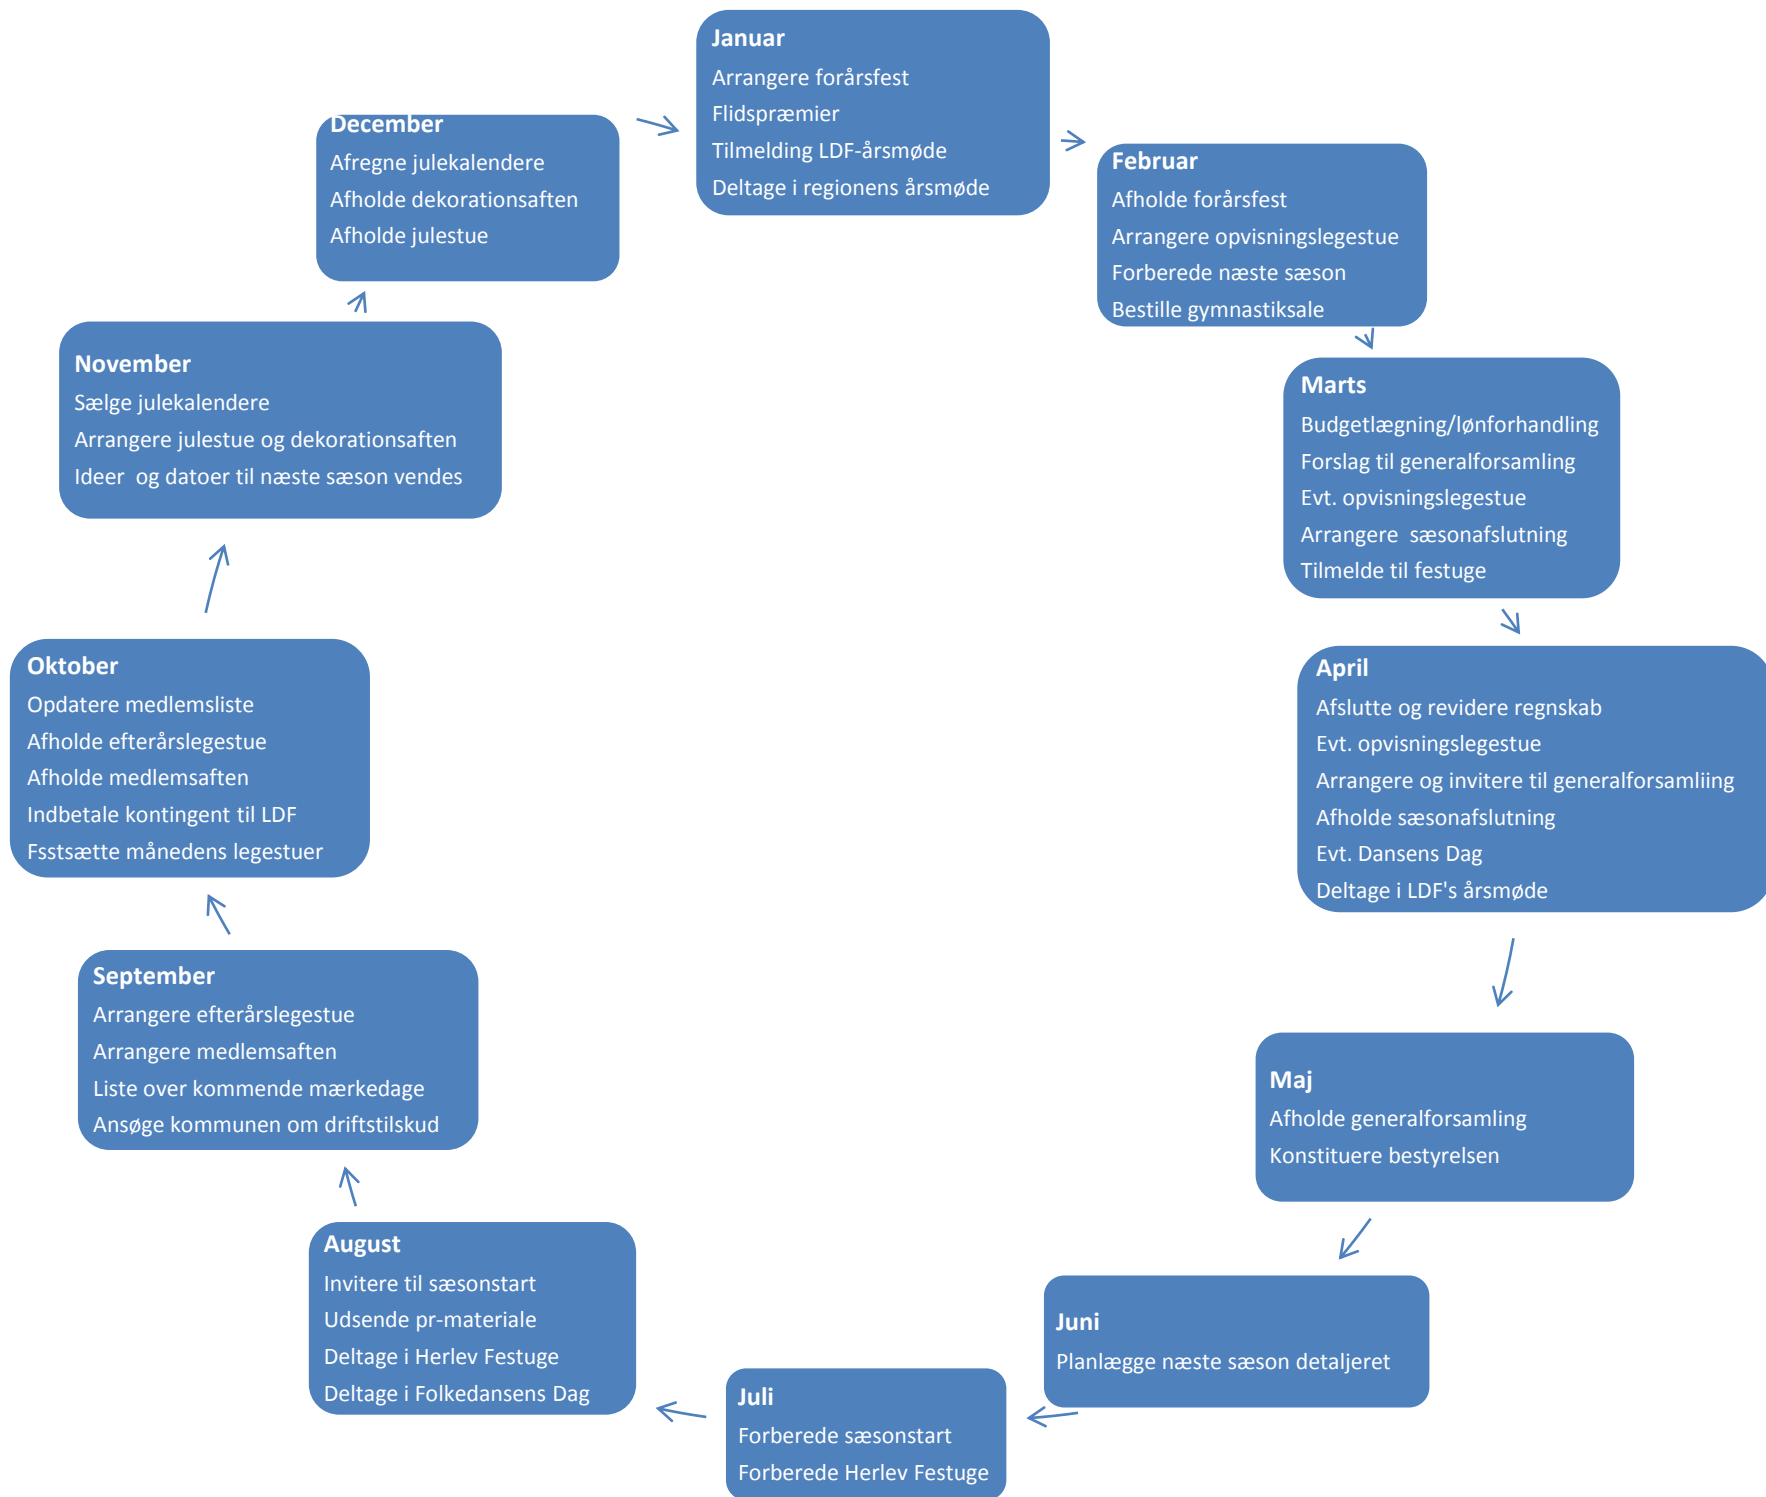 Januar
Arrangere forårsfest
Flidspræmier
Tilmelding LDF-årsmøde
Deltage i regionens årsmøde
Februar
Afholde forårsfest
Arrangere opvisningslegestue
Forberede næste sæson
Bestille gymnastiksale
Marts
Budgetlægning/lønforhandling
Forslag til generalforsamling
Evt. opvisningslegestue
Arrangere  sæsonafslutning
Tilmelde til festuge
April
Afslutte og revidere regnskab
Evt. opvisningslegestue
Arrangere og invitere til generalforsamliing
Afholde sæsonafslutning
Evt. Dansens Dag
Deltage i LDF's årsmøde
Maj
Afholde generalforsamling
Konstituere bestyrelsen
Juni
Planlægge næste sæson detaljeret
Juli
Forberede sæsonstart
Forberede Herlev Festuge
August
Invitere til sæsonstart
Udsende pr-materiale
Deltage i Herlev Festuge
Deltage i Folkedansens Dag
September
Arrangere efterårslegestue
Arrangere medlemsaften
Liste over kommende mærkedage
Ansøge kommunen om driftstilskud
Oktober
Opdatere medlemsliste
Afholde efterårslegestue
Afholde medlemsaften
Indbetale kontingent til LDF
Fsstsætte månedens legestuer
November
Sælge julekalendere
Arrangere julestue og dekorationsaften
Ideer  og datoer til næste sæson vendes
December
Afregne julekalendere
Afholde dekorationsaften
Afholde julestue